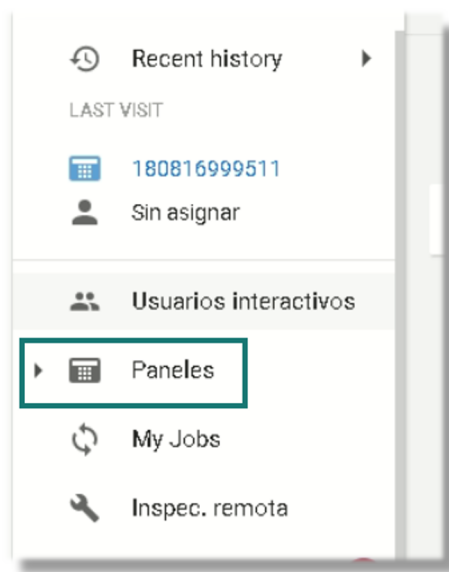 Recent history
LAST VISIT
180816999511
Sin asignar
Usuarios interactivos
Paneles
My Jobs
Inspec. remota